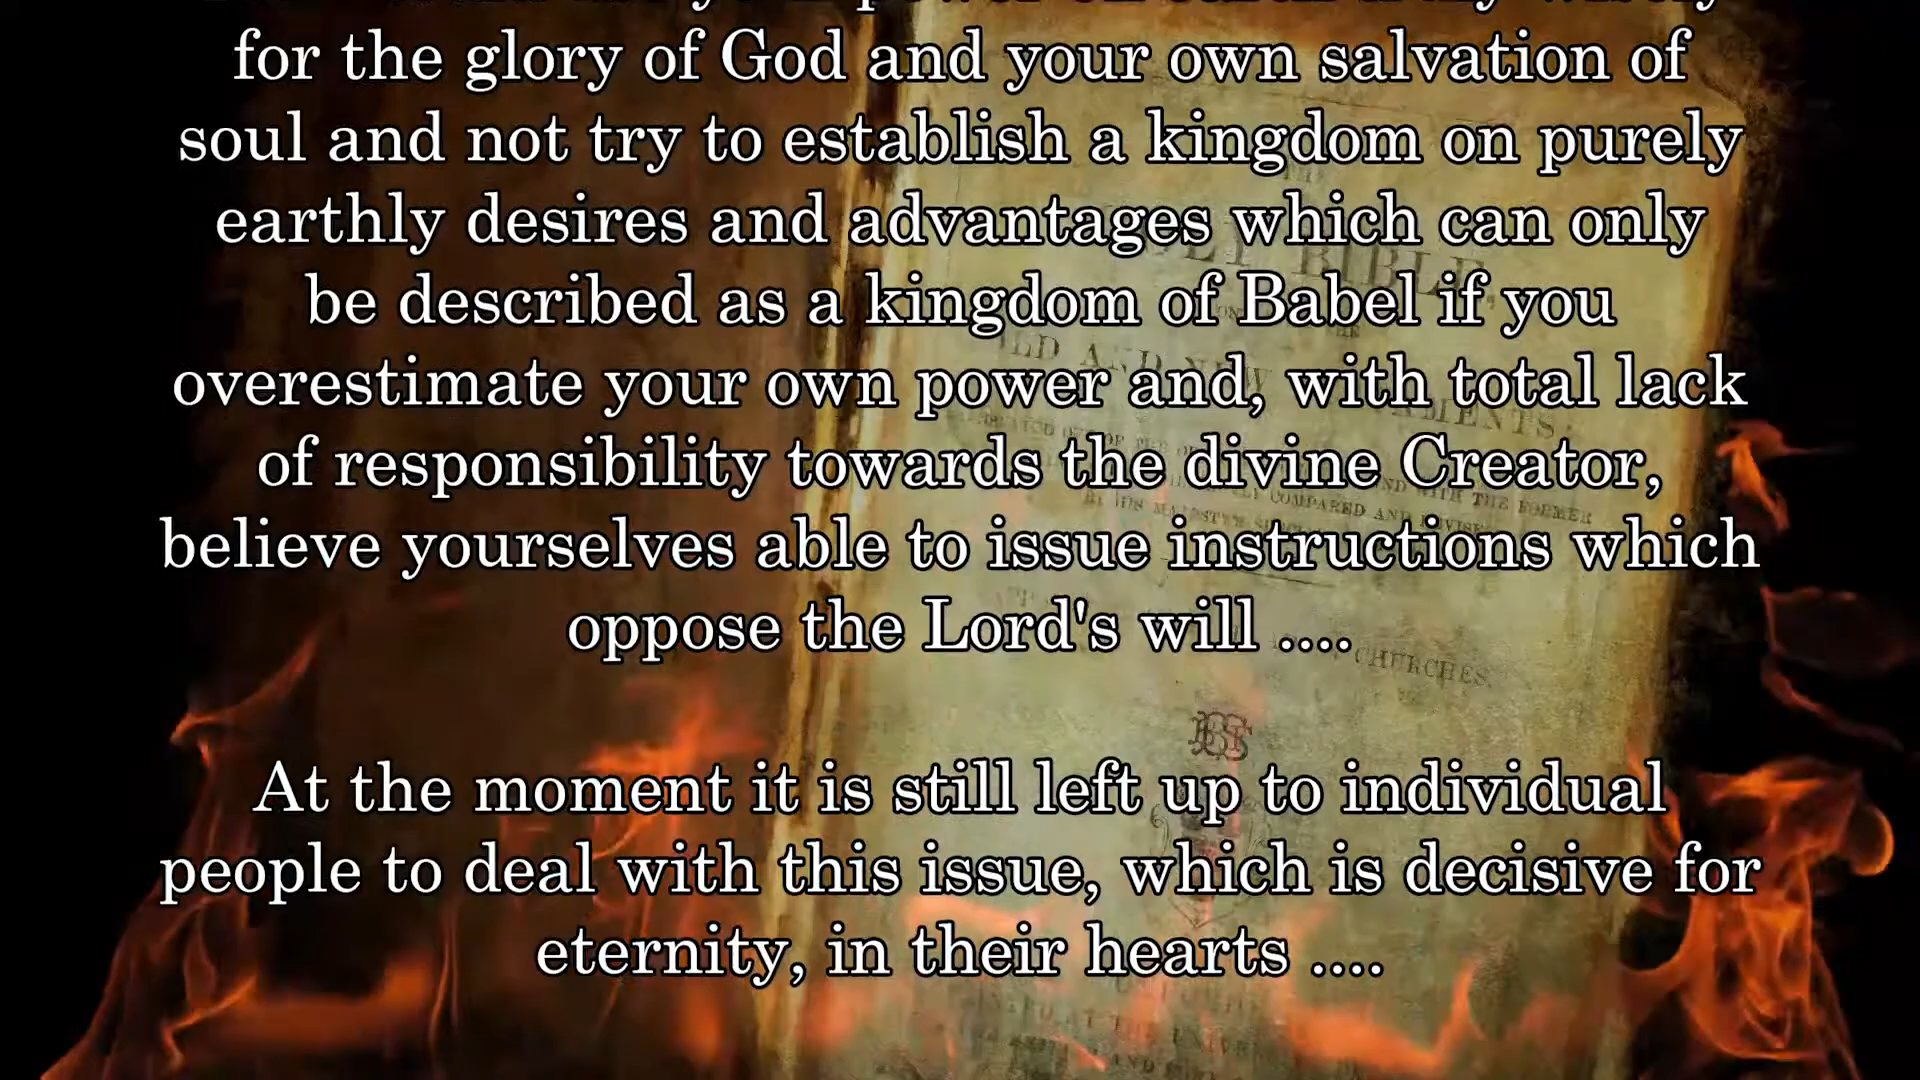 for the glory of God and your own salvation of
soul and not try to establish a kingdom on purely
earthly desires and advantages which can only
be described as a kingdom of Babel if you
overestimate your own power and, with total lack
of responsibility towards the divine Creator,
believe yourselves able to issue instructions which
oppose the Lord's will ....
At the moment it is still left up to individual
people to deal with this issue, which is decisive for
eternity, in their hearts ....
BIBLE,
CHURCHES.